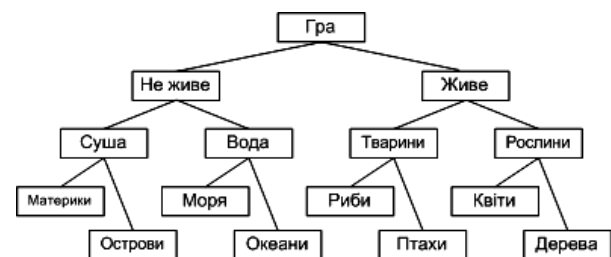 Гра
Не живе
Живе
Суша
Вода
Тварини
Рослини
Материки
Моря
Риби
Квіти
Острови
Океани
Птахи
Дерева